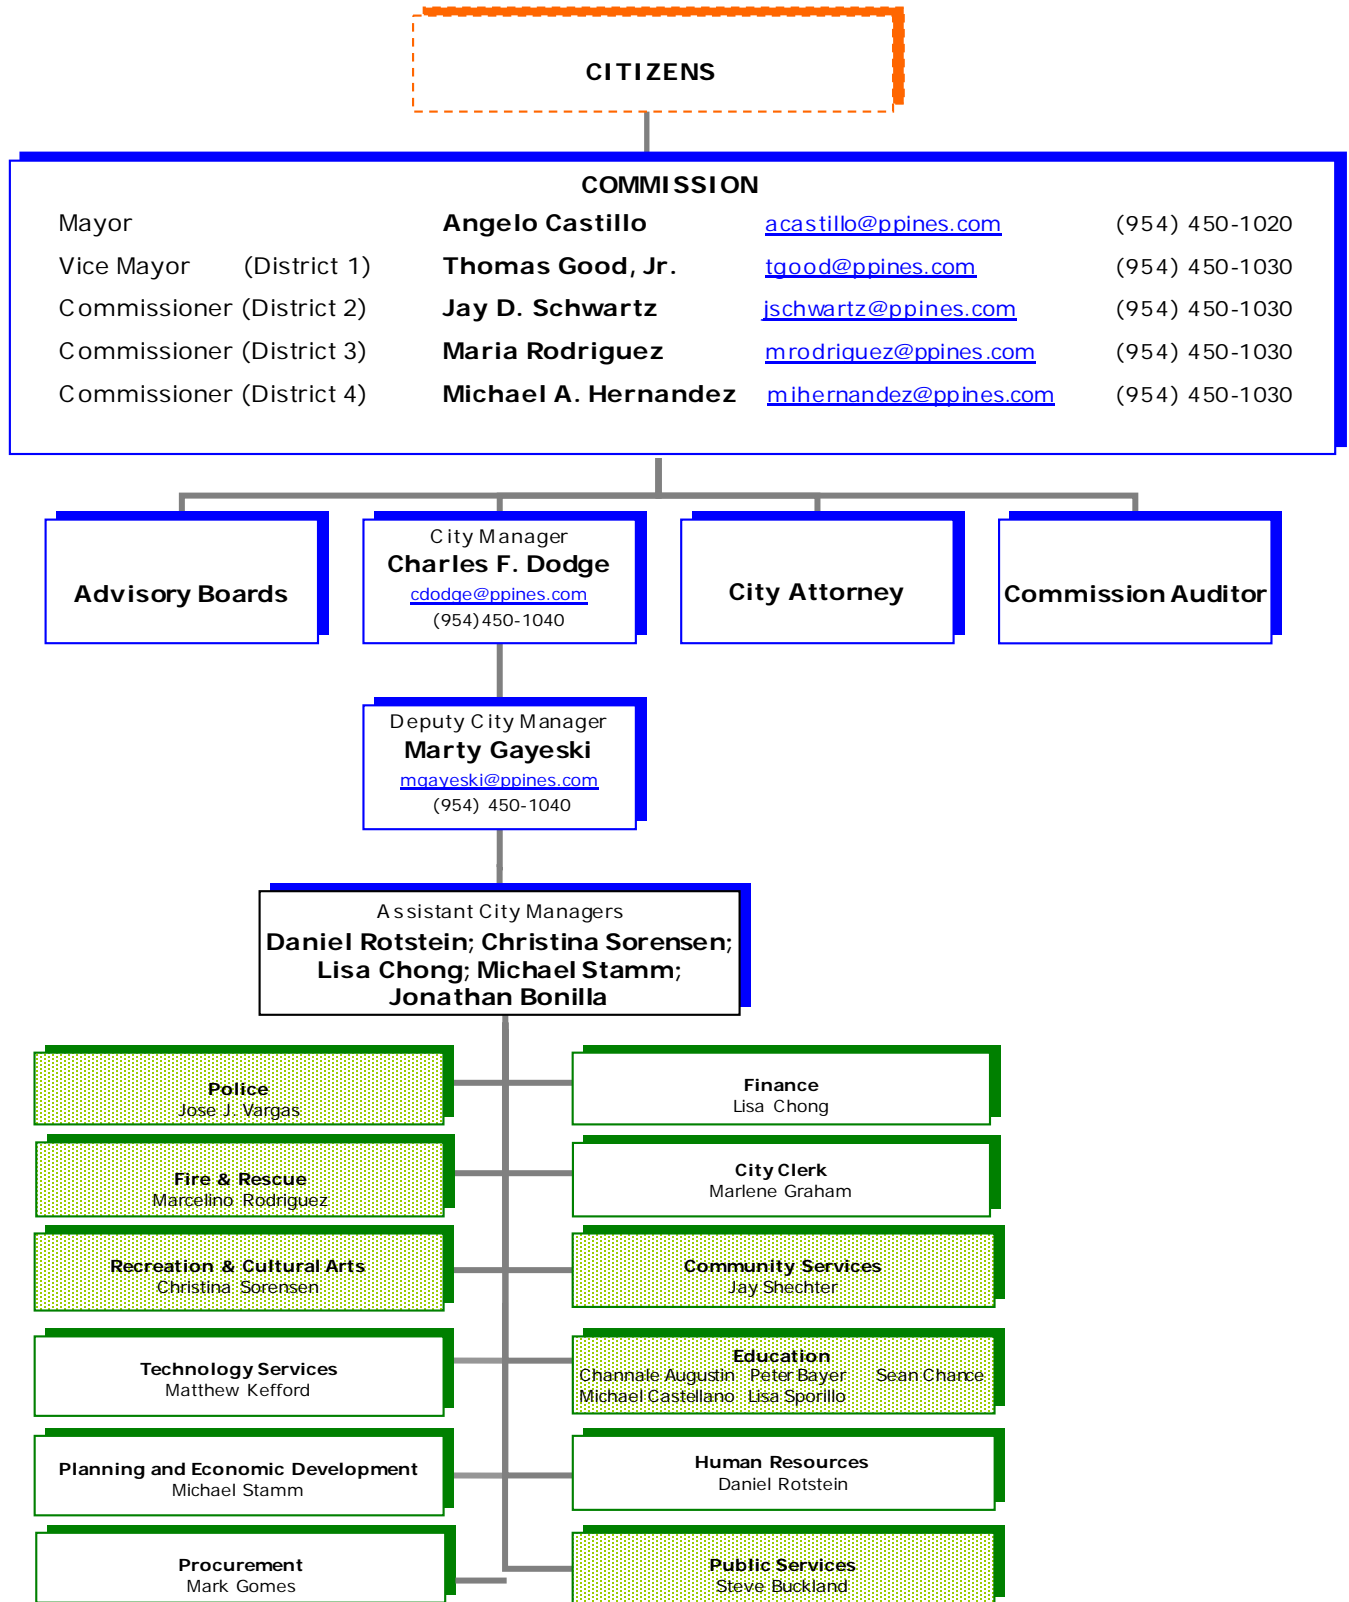 CITIZENS
COMMISSION
Mayor Angelo Castillo acastillo@ppines.com (954) 450-1020
Vice Mayor (District 1) Thomas Good, Jr. tgood@ppines.com (954) 450-1030
Commissioner (District 2) Jay D. Schwartz jschwartz@ppines.com (954) 450-1030
Commissioner (District 3) Maria Rodriguez mrodriquez@ppines.com (954) 450-1030
Commissioner (District 4) Michael A. Hernandez mihernandez@ppines.com (954) 450-1030
Advisory Boards
City Manager
Charles F. Dodge
cdodge@ppines.com
(954)450-1040
City Attorney
Commission Auditor
Deputy City Manager
Marty Gayeski
mgayeski@ppines.com
(954) 450-1040
Assistant City Managers
Daniel Rotstein; Christina Sorensen;
Lisa Chong; Michael Stamm;
Jonathan Bonilla
Police
Jose J. Vargas
Finance
Lisa Chong
Fire & Rescue
Marcelino Rodriguez
City Clerk
Marlene Graham
Recreation & Cultural Arts
Christina Sorensen
Community Services
Jay Shechter
Technology Services
Matthew Kefford
Education
Channale Augustin Peter Bayer Sean Chance
Michael Castellano Lisa Sporillo
Planning and Economic Development
Michael Stamm
Human Resources
Daniel Rotstein
Procurement
Mark Gomes
Public Services
Steve Buckland